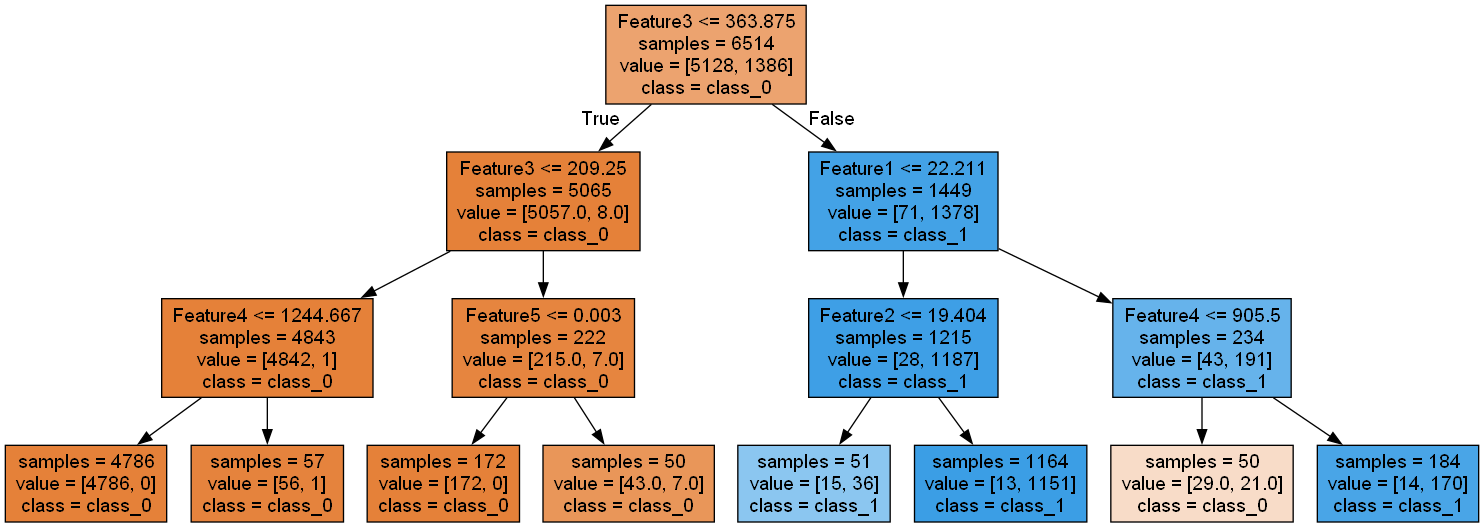 Feature3 <= 363.875
samples = 6514
value = [5128, 1386]
class = class_0
True
False
Feature3 <= 209.25
samples = 5065
value = [5057.0, 8.0]
class = class_0
Feature1 <= 22.211
samples = 1449
value = [71, 1378]
class = class_1
Feature4 <= 1244.667
samples = 4843
value = [4842, 1]
class = class_0
Feature5 <= 0.003
samples = 222
value = [215.0, 7.0]
class = class_0
Feature2 <= 19.404
samples = 1215
value = [28, 1187]
class = class_1
Feature4 <= 905.5
samples = 234
value = [43, 191]
class = class_1
samples = 4786
value = [4786, 0]
class = class_0
samples = 57
value = [56, 1]
class = class_0
samples = 172
value = [172, 0]
class = class_0
samples = 50
value = [43.0, 7.0]
class = class_0
samples = 51
value = [15, 36]
class = class_1
samples = 1164
value = [13, 1151]
class = class_1
samples = 50
value = [29.0, 21.0]
class = class_0
samples = 184
value = [14, 170]
class = class_1